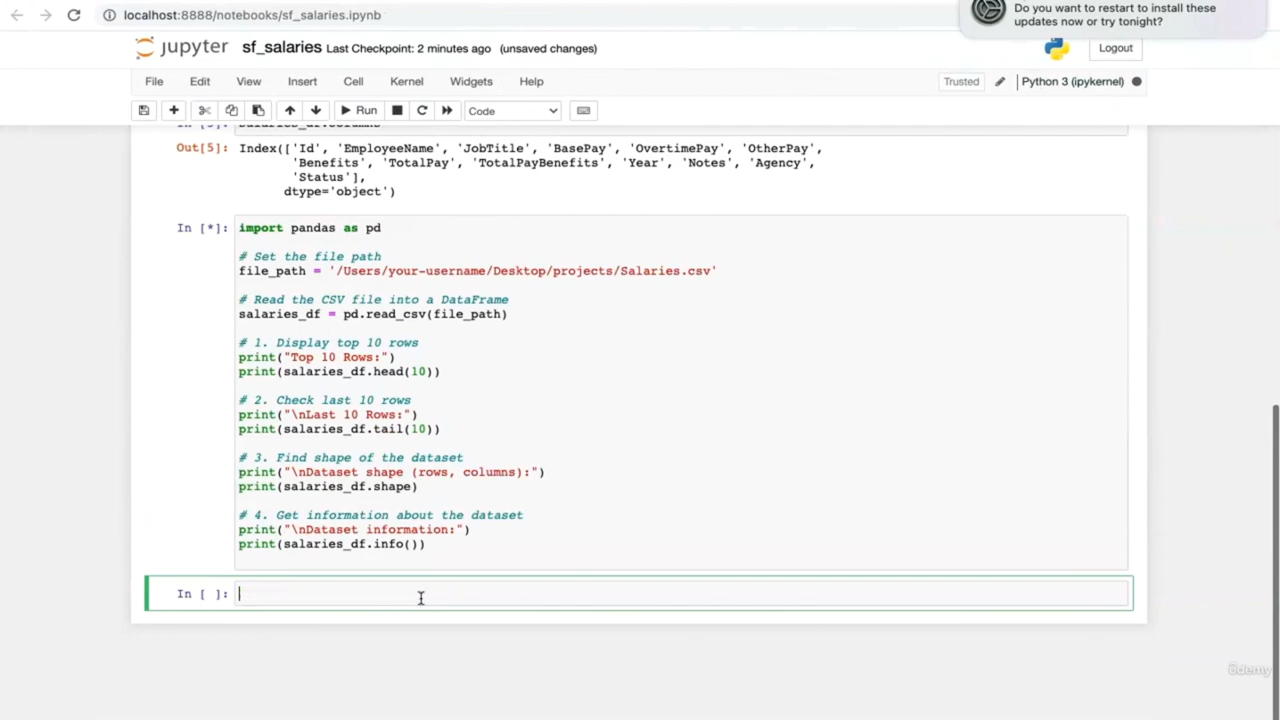 localhost:8888/notebooks/sf_salaries.ipynb
Do you want to restart to install these
updates now or try tonight?
jupyter sf_salaries Last Checkpoint: 2 minutes ago (unsaved changes)
Logout
File Edit View Insert Cell Kernel Widgets Help
Trusted Python 3 (ipykernel)
Run Code
In [5]: salaries_df.columns
Out[5]: Index(['Id', 'EmployeeName', 'JobTitle', 'BasePay', 'OvertimePay', 'OtherPay',
'Benefits', 'TotalPay', 'TotalPayBenefits', 'Year', 'Notes', 'Agency',
'Status'],
dtype='object')
In [*]: import pandas as pd
# Set the file path
file_path = '/Users/your-username/Desktop/projects/Salaries.csv'
# Read the CSV file into a DataFrame
salaries_df = pd.read_csv(file_path)
# 1. Display top 10 rows
print("Top 10 Rows:")
print(salaries_df.head(10))
# 2. Check last 10 rows
print("\nLast 10 Rows:")
print(salaries_df.tail(10))
# 3. Find shape of the dataset
print("\nDataset shape (rows, columns):")
print(salaries_df.shape)
# 4. Get information about the dataset
print("\nDataset information:")
print(salaries_df.info())
In [ ]:
ûdemy